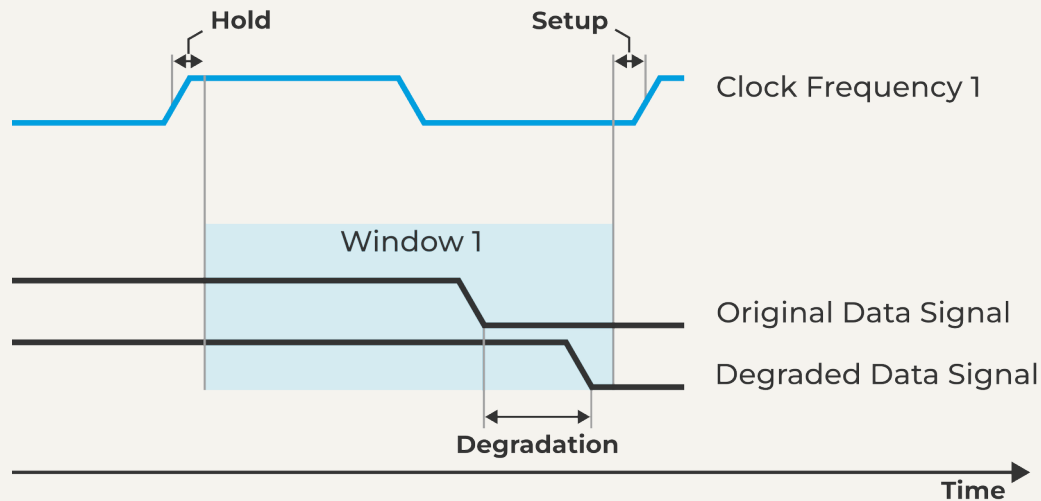 Hold
Setup
Clock Frequency 1
Window 1
Original Data Signal
Degraded Data Signal
Degradation
Time